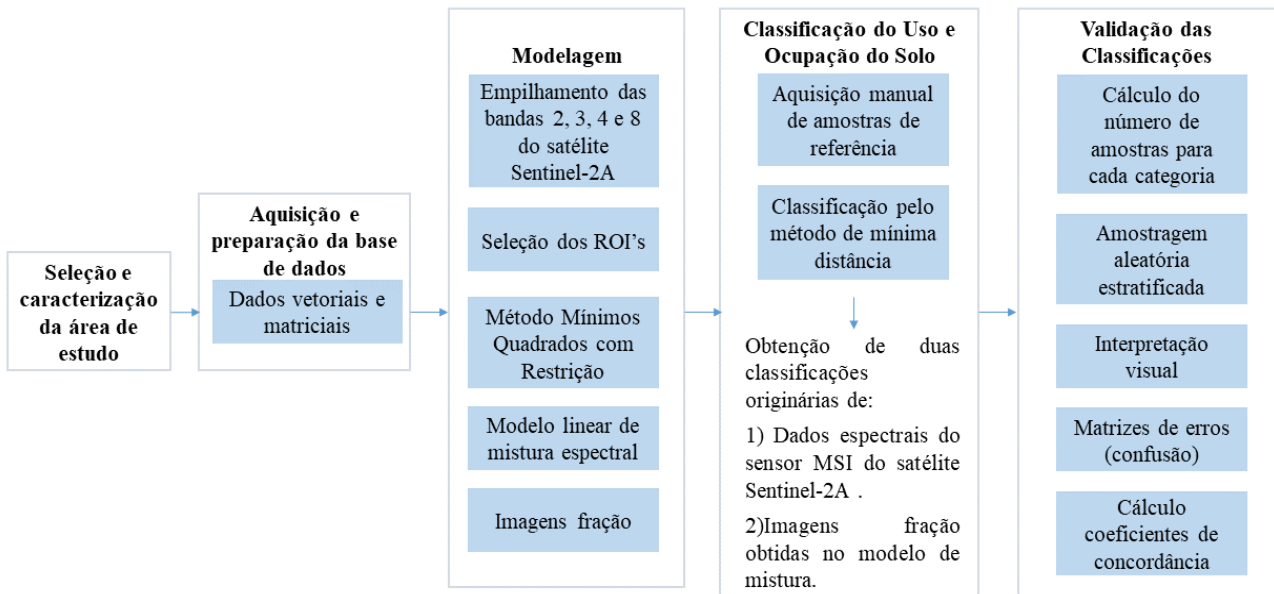 Seleção e
caracterização
da área de
estudo
Aquisição e
preparação da base
de dados
Dados vetoriais e
matriciais
Modelagem
Empilhamento das
bandas 2, 3, 4 e 8
do satélite
Sentinel-2A
Seleção dos ROI's
Método Mínimos
Quadrados com
Restrição
Modelo linear de
mistura espectral
Imagens fração
Classificação do Uso e
Ocupação do Solo
Aquisição manual
de amostras de
referência
Classificação pelo
método de mínima
distância
Obtenção de duas
classificações
originárias de:
1) Dados espectrais do
sensor MSI do satélite
Sentinel-2A .
2)Imagens fração
obtidas no modelo de
mistura.
Validação das
Classificações
Cálculo do
número de
amostras para
cada categoria
Amostragem
aleatória
estratificada
Interpretação
visual
Matrizes de erros
(confusão)
Cálculo
coeficientes de
concordância